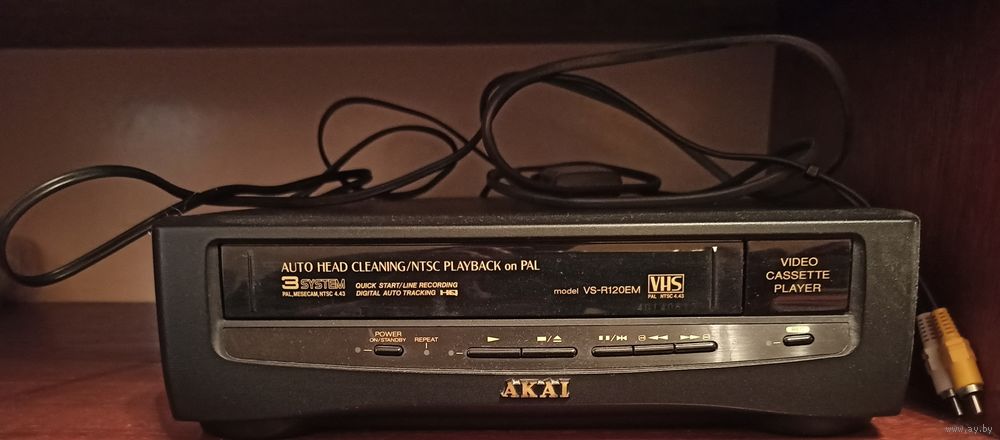 AUTO HEAD CLEANING/NTSC PLAYBACK on PAL
3 SYSTEM
PAL,MESECAM,NTSC 4.43
QUICK START/LINE RECORDING
DIGITAL AUTO TRACKING HQ
model VS-R120EM
VHS
PAL NTSC 4.43
VIDEO
CASSETTE
PLAYER
POWER
ON/STANDBY
REPEAT
AKAI
www.ay.by